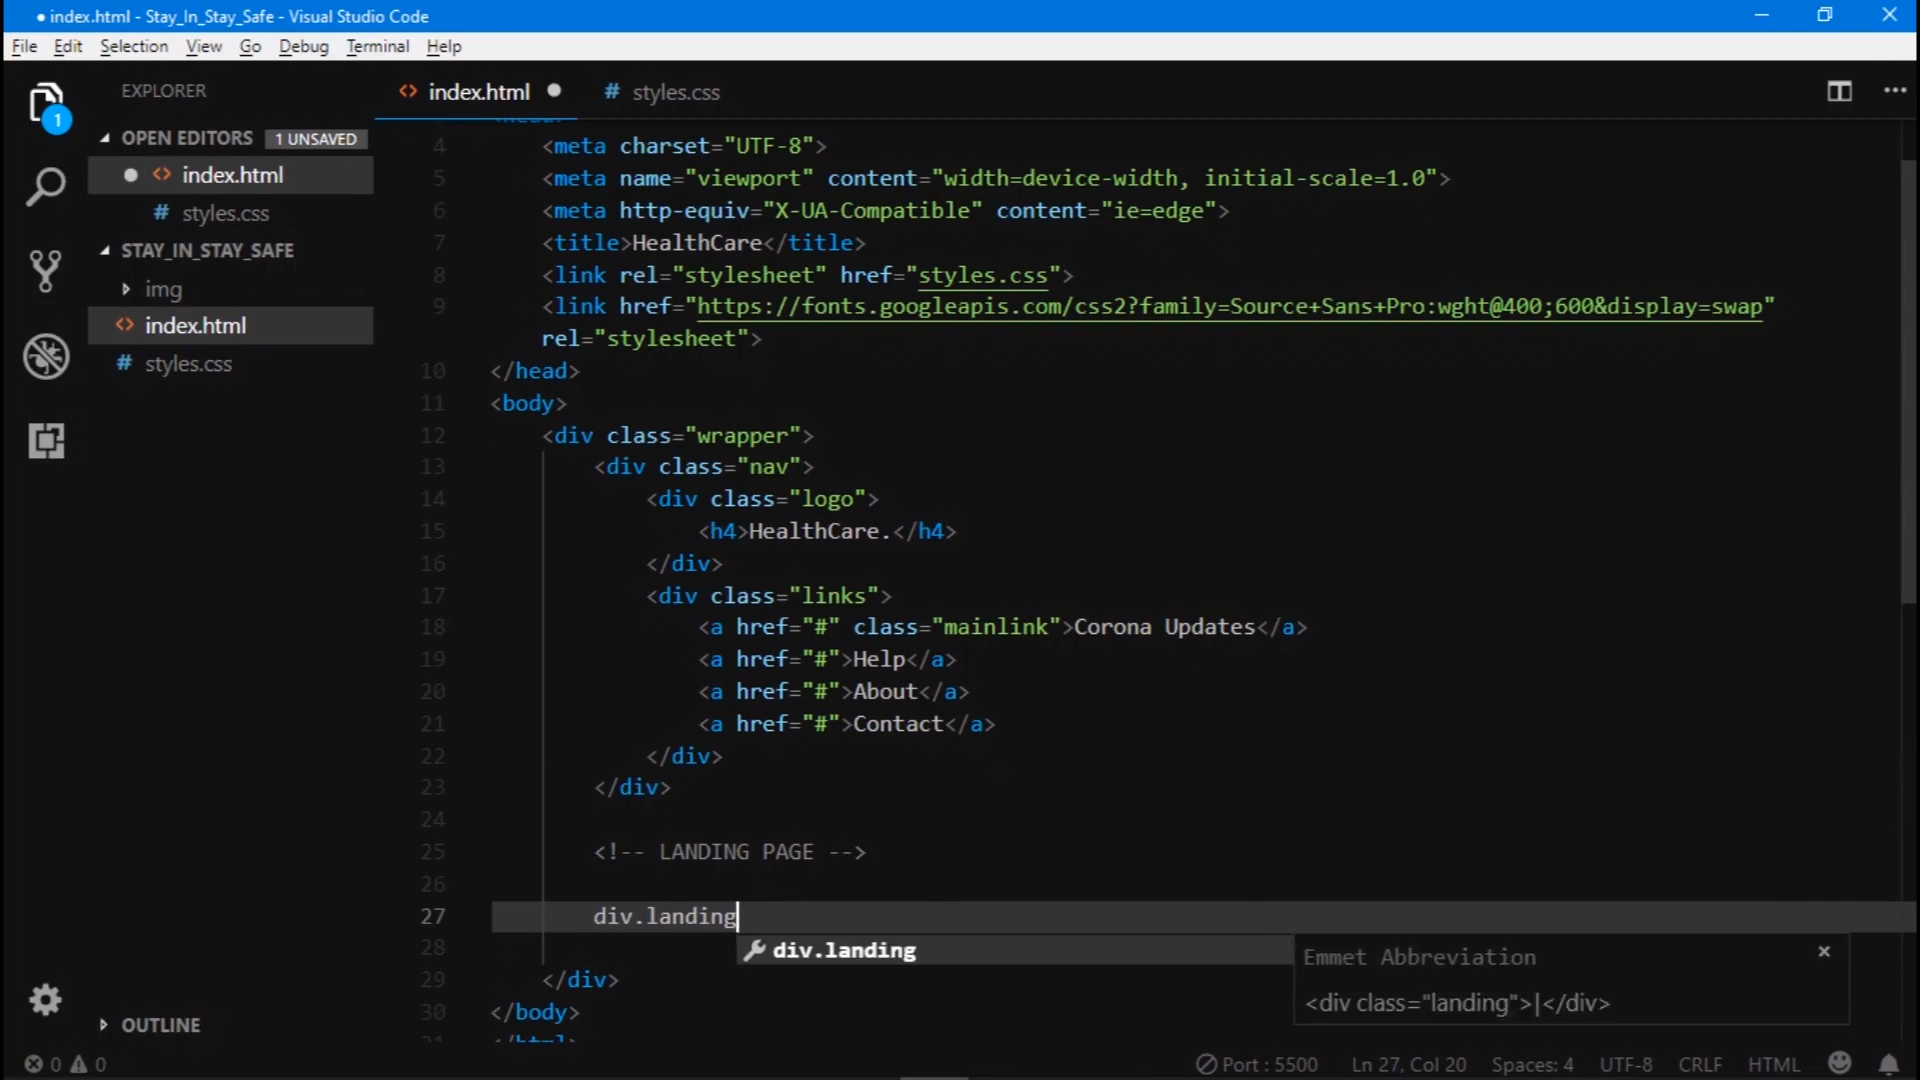 ● index.html - Stay_In_Stay_Safe - Visual Studio Code
File Edit Selection View Go Debug Terminal Help
EXPLORER
1
OPEN EDITORS 1 UNSAVED
● <> index.html
# styles.css
STAY_IN_STAY_SAFE
img
<> index.html
# styles.css
OUTLINE
<> index.html ● # styles.css
4 <meta charset="UTF-8">
5 <meta name="viewport" content="width=device-width, initial-scale=1.0">
6 <meta http-equiv="X-UA-Compatible" content="ie=edge">
7 <title>HealthCare</title>
8 <link rel="stylesheet" href="styles.css">
9 <link href="https://fonts.googleapis.com/css2?family=Source+Sans+Pro:wght@400;600&display=swap"
rel="stylesheet">
10 </head>
11 <body>
12 <div class="wrapper">
13 <div class="nav">
14 <div class="logo">
15 <h4>HealthCare.</h4>
16 </div>
17 <div class="links">
18 <a href="#" class="mainlink">Corona Updates</a>
19 <a href="#">Help</a>
20 <a href="#">About</a>
21 <a href="#">Contact</a>
22 </div>
23 </div>
24
25 <!-- LANDING PAGE -->
26
27 div.landing
div.landing
Emmet Abbreviation
<div class="landing">|</div>
28
29 </div>
30 </body>
31 </html>
0 0 Port : 5500 Ln 27, Col 20 Spaces: 4 UTF-8 CRLF HTML